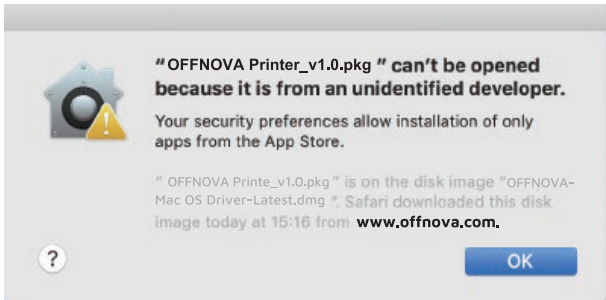 “OFFNOVA Printer_v1.0.pkg ” can’t be opened
because it is from an unidentified developer.
Your security preferences allow installation of only
apps from the App Store.
“ OFFNOVA Printe_v1.0.pkg” is on the disk image “OFFNOVA-
Mac OS Driver-Latest.dmg ”. Safari downloaded this disk
image today at 15:16 from www.offnova.com.
?
OK